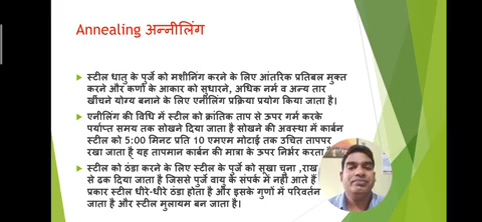 Annealing अन्नीलिंग
स्टील धातु के पुर्जे को मशीनिंग करने के लिए आंतरिक प्रतिबल मुक्त
करने और कणों के आकार को सुधारने, अधिक नर्म व अन्य तार
खींचने योग्य बनाने के लिए एनीलिंग प्रक्रिया प्रयोग किया जाता है।
एनीलिंग की विधि में स्टील को क्रांतिक ताप से ऊपर गर्म करके
पर्याप्त समय तक सोखने दिया जाता है सोखने की अवस्था में कार्बन
स्टील को 5:00 मिनट प्रति 10 एमएम मोटाई तक उचित तापपर
रखा जाता है यह तापमान कार्बन की मात्रा के ऊपर निर्भर करता
स्टील को ठंडा करने के लिए स्टील के पुर्जे को सूखा चुना ,राख
से ढक दिया जाता है जिससे पुर्जे वायु के संपर्क में नहीं आते हैं
प्रकार स्टील धीरे-धीरे ठंडा होता है और इसके गुणों में परिवर्तन
जाता है और स्टील मुलायम बन जाता है।